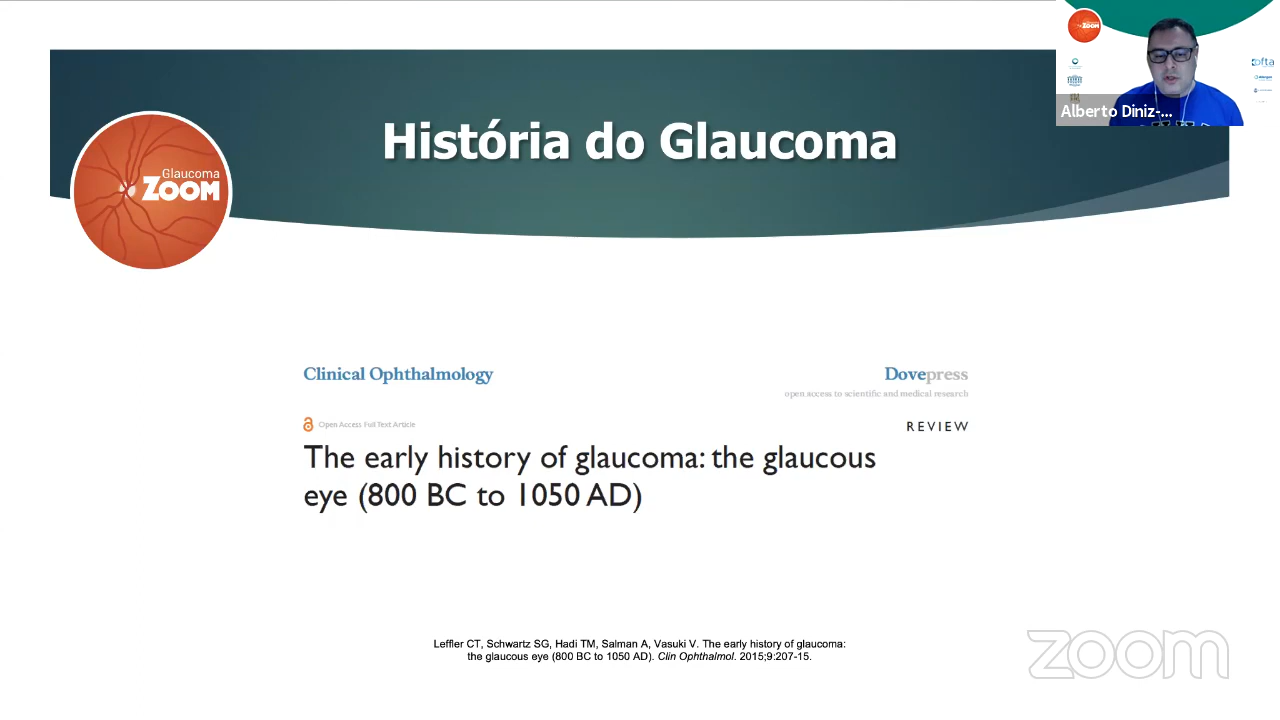 História do Glaucoma
Glaucoma
ZOOM
ZOOM
ofta
Alberto Diniz-...
Clinical Ophthalmology
Dovepress
open access to scientific and medical research
Open Access Full Text Article
REVIEW
The early history of glaucoma: the glaucous
eye (800 BC to 1050 AD)
Leffler CT, Schwartz SG, Hadi TM, Salman A, Vasuki V. The early history of glaucoma:
the glaucous eye (800 BC to 1050 AD). Clin Ophthalmol. 2015;9:207-15.
zoom